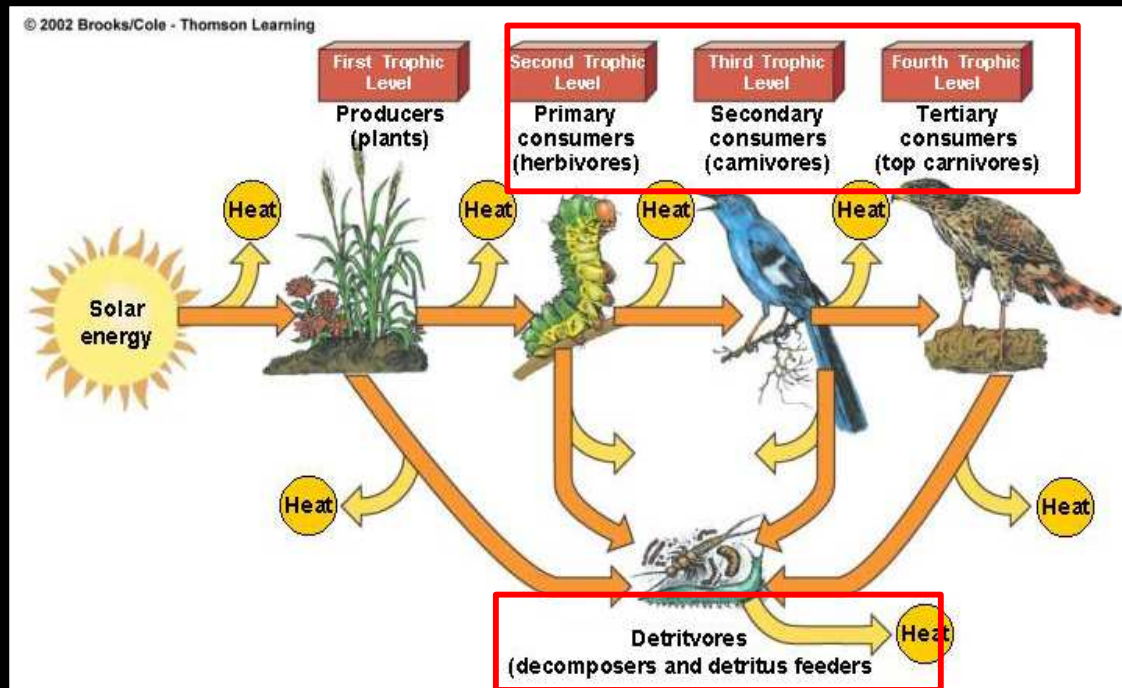 © 2002 Brooks/Cole - Thomson Learning
First Trophic
Level
Producers
(plants)
Second Trophic
Level
Primary
consumers
(herbivores)
Third Trophic
Level
Secondary
consumers
(carnivores)
Fourth Trophic
Level
Tertiary
consumers
(top carnivores)
Heat
Heat
Heat
Heat
Solar
energy
Heat
Heat
Heat
Detritvores
(decomposers and detritus feeders